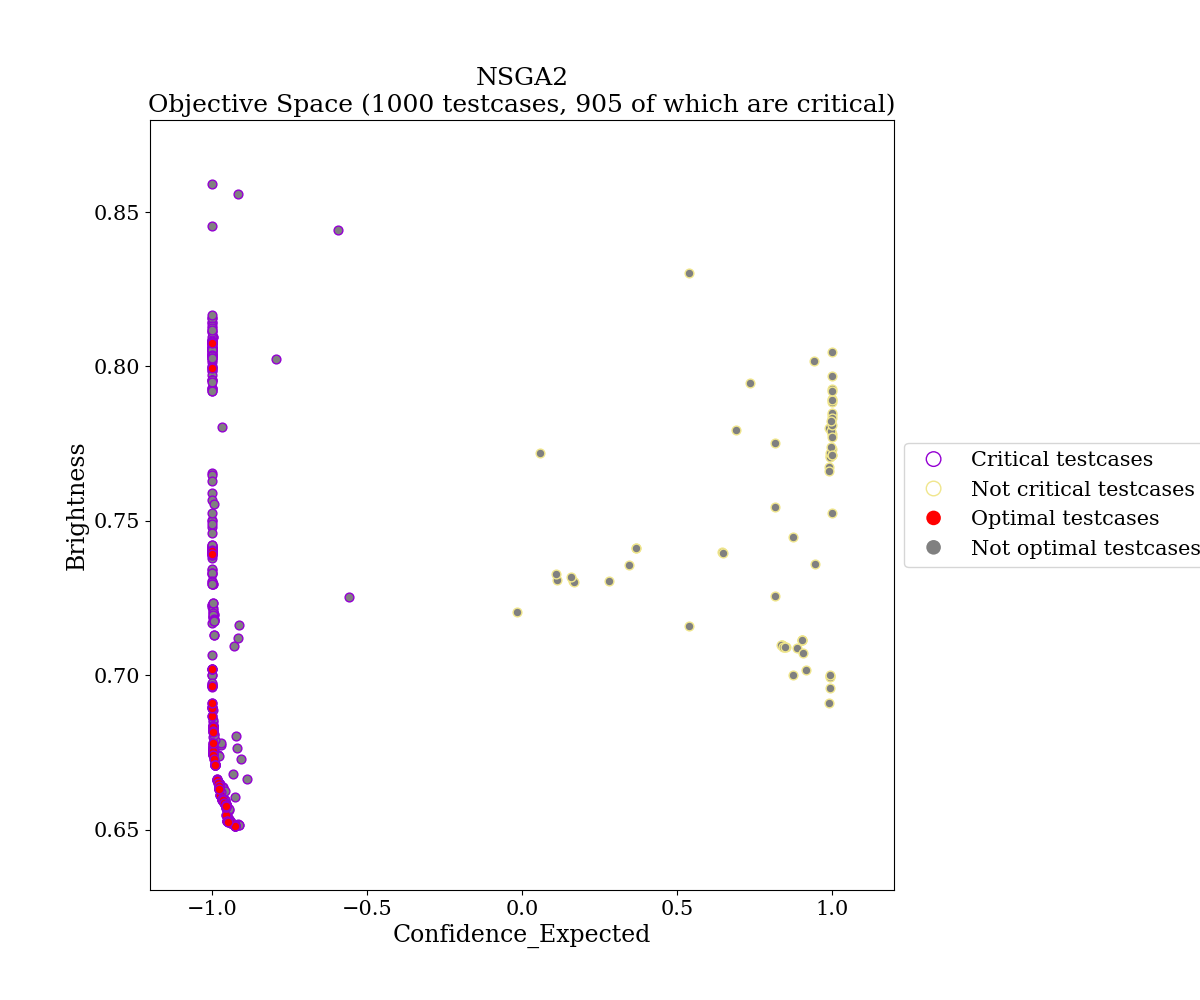 NSGA2
Objective Space (1000 testcases, 905 of which are critical)
0.85
0.80
0.75
0.70
0.65
Brightness
−1.0
−0.5
0.0
0.5
1.0
Confidence_Expected
Critical testcases
Not critical testcases
Optimal testcases
Not optimal testcases